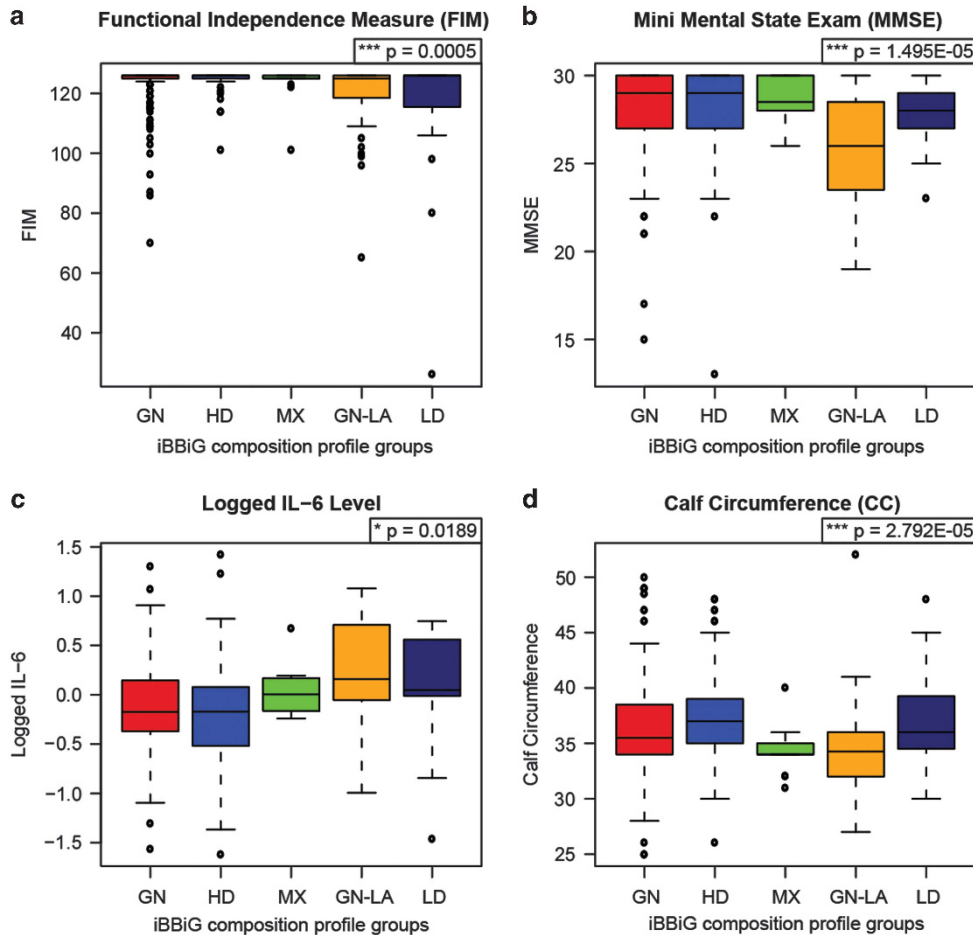 a
Functional Independence Measure (FIM)
*** p = 0.0005
120
100
80
60
40
FIM
GN HD MX GN-LA LD
iBBiG composition profile groups
b
Mini Mental State Exam (MMSE)
*** p = 1.495E-05
30
25
20
15
MMSE
GN HD MX GN-LA LD
iBBiG composition profile groups
c
Logged IL−6 Level
* p = 0.0189
1.5
1.0
0.5
0.0
−0.5
−1.0
−1.5
Logged IL−6
GN HD MX GN-LA LD
iBBiG composition profile groups
d
Calf Circumference (CC)
*** p = 2.792E-05
50
45
40
35
30
25
Calf Circumference
GN HD MX GN-LA LD
iBBiG composition profile groups